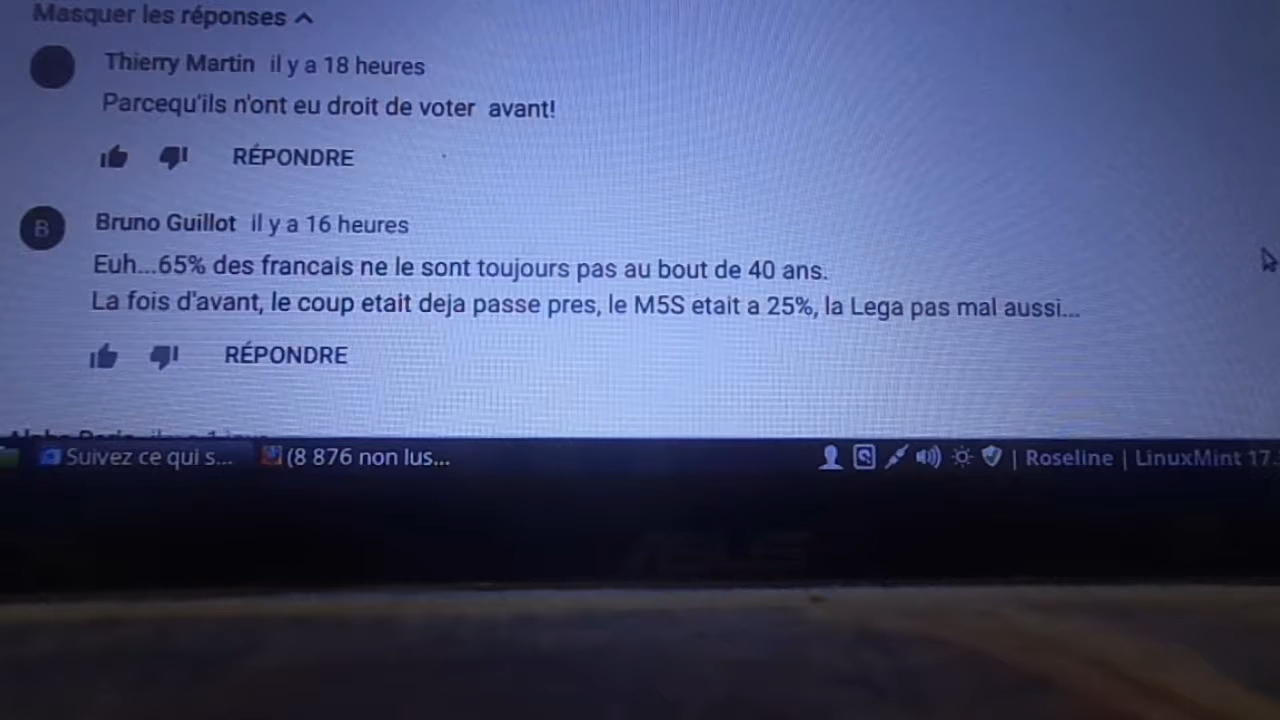 Masquer les réponses
Thierry Martin il y a 18 heures
Parcequ'ils n'ont eu droit de voter avant!
RÉPONDRE
B
Bruno Guillot il y a 16 heures
Euh...65% des francais ne le sont toujours pas au bout de 40 ans.
La fois d'avant, le coup etait deja passe pres, le M5S etait a 25%, la Lega pas mal aussi...
RÉPONDRE
Suivez ce qui s... (8 876 non lus... | Roseline | LinuxMint 17